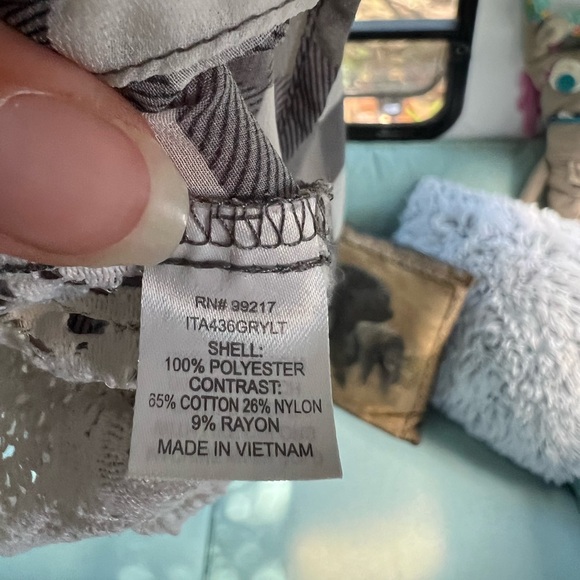 RN# 99217
ITA436GRYLT
SHELL:
100% POLYESTER
CONTRAST:
65% COTTON 26% NYLON
9% RAYON
MADE IN VIETNAM